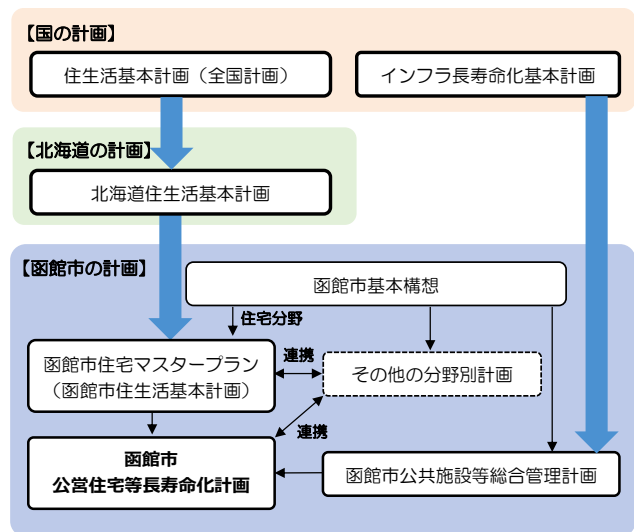 【国の計画】
住生活基本計画（全国計画）
インフラ長寿命化基本計画
【北海道の計画】
北海道住生活基本計画
【函館市の計画】
函館市基本構想
住宅分野
函館市住宅マスタープラン
（函館市住生活基本計画）
連携
その他の分野別計画
連携
函館市
公営住宅等長寿命化計画
函館市公共施設等総合管理計画